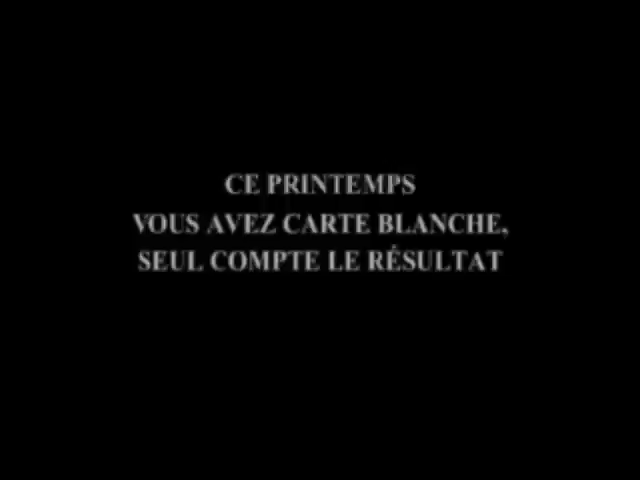 CE PRINTEMPS
VOUS AVEZ CARTE BLANCHE,
SEUL COMPTE LE RÉSULTAT